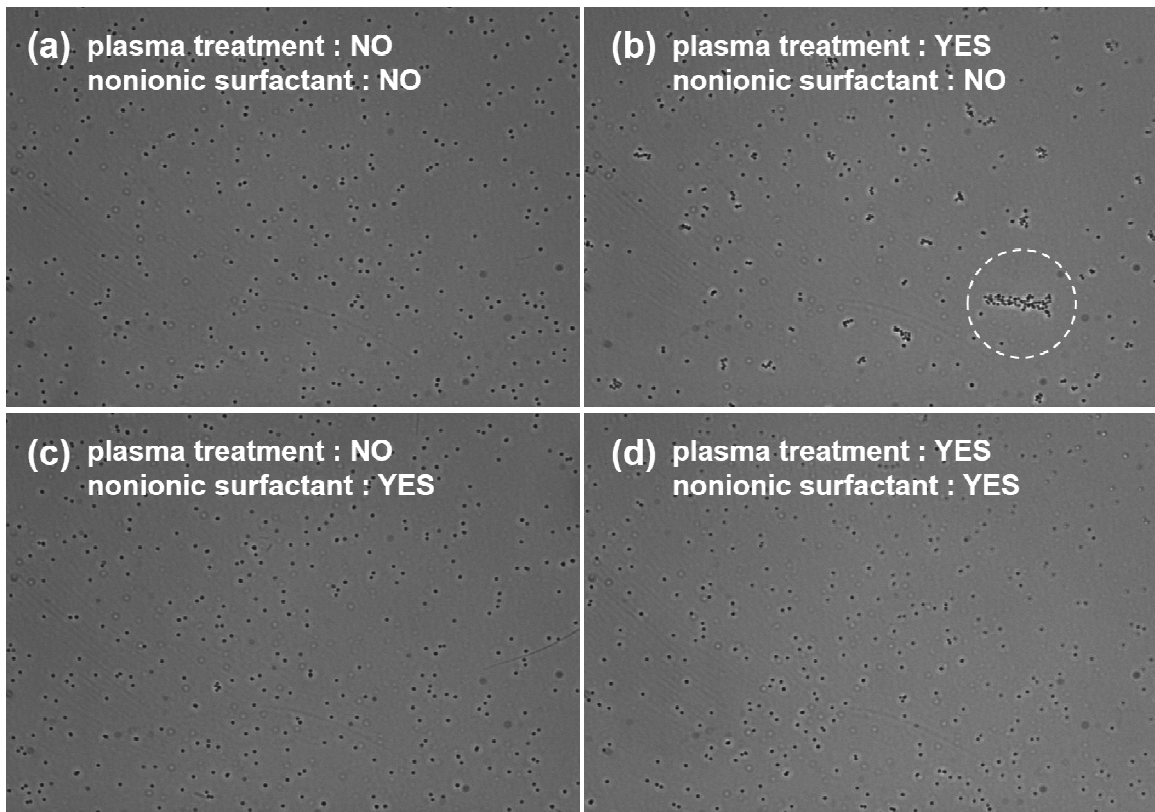 (a) plasma treatment : NO
nonionic surfactant : NO
(b) plasma treatment : YES
nonionic surfactant : NO
(c) plasma treatment : NO
nonionic surfactant : YES
(d) plasma treatment : YES
nonionic surfactant : YES